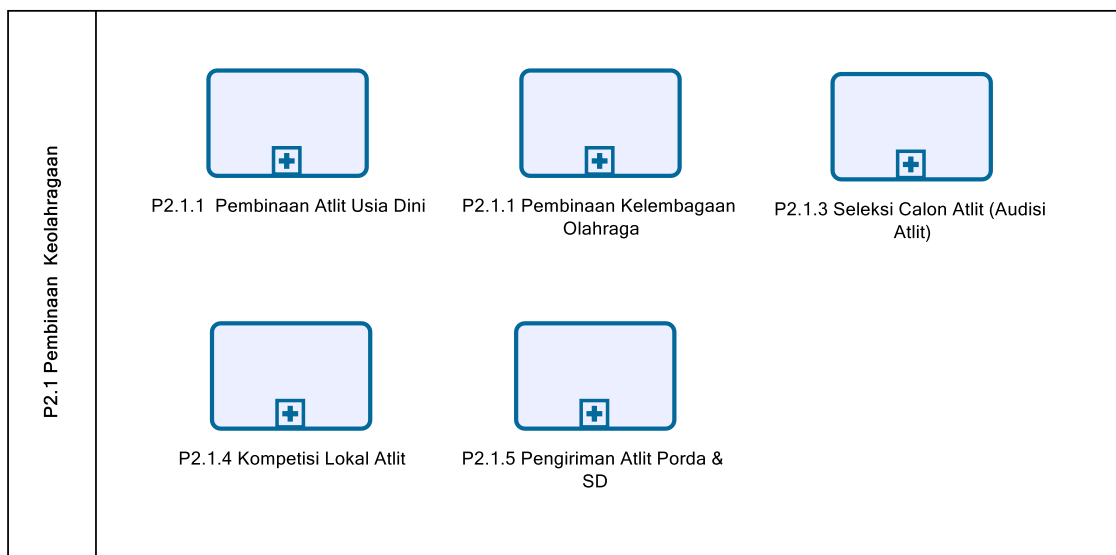 P2.1 Pembinaan  Keolahragaan
P2.1.1  Pembinaan Atlit Usia Dini
P2.1.1 Pembinaan Kelembagaan
Olahraga
P2.1.3 Seleksi Calon Atlit (Audisi
Atlit)
P2.1.4 Kompetisi Lokal Atlit
P2.1.5 Pengiriman Atlit Porda &
SD